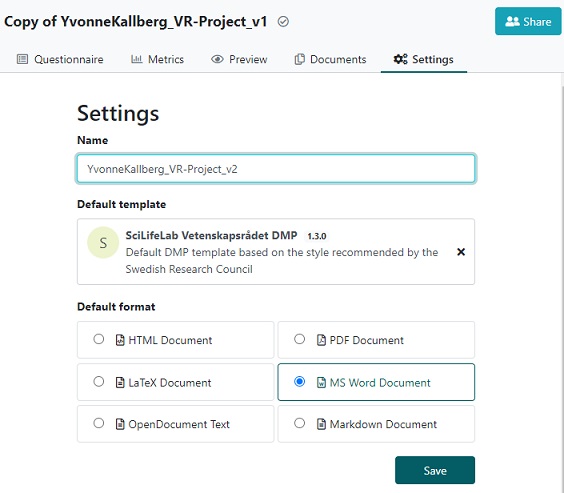 Copy of YvonneKallberg_VR-Project_v1
Share
Questionnaire Metrics Preview Documents Settings
Settings
Name
YvonneKallberg_VR-Project_v2
Default template
S
SciLifeLab Vetenskapsrådet DMP 1.3.0
Default DMP template based on the style recommended by the
Swedish Research Council
Default format
HTML Document PDF Document
LaTeX Document MS Word Document
OpenDocument Text Markdown Document
Save